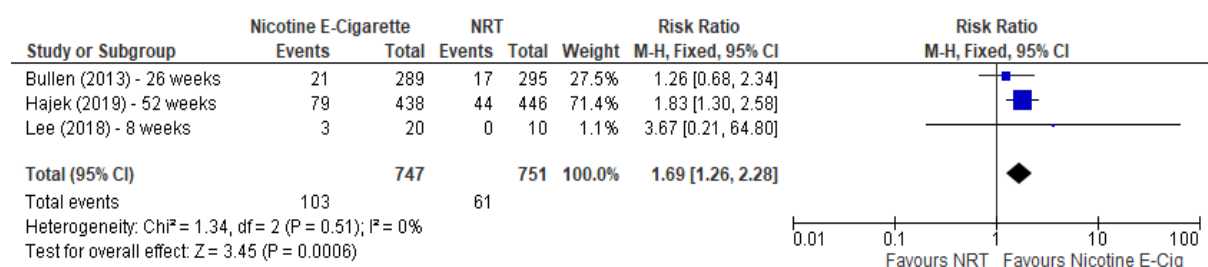 Nicotine E-Cigarette NRT Risk Ratio Risk Ratio
Study or Subgroup Events Total Events Total Weight M-H, Fixed, 95% CI M-H, Fixed, 95% CI
Bullen (2013) - 26 weeks 21 289 17 295 27.5% 1.26 [0.68, 2.34]
Hajek (2019) - 52 weeks 79 438 44 446 71.4% 1.83 [1.30, 2.58]
Lee (2018) - 8 weeks 3 20 0 10 1.1% 3.67 [0.21, 64.80]
Total (95% CI) 747 751 100.0% 1.69 [1.26, 2.28]
Total events 103 61
Heterogeneity: Chi² = 1.34, df = 2 (P = 0.51); I² = 0%
Test for overall effect: Z = 3.45 (P = 0.0006)
0.01 0.1 1 10 100
Favours NRT Favours Nicotine E-Cig